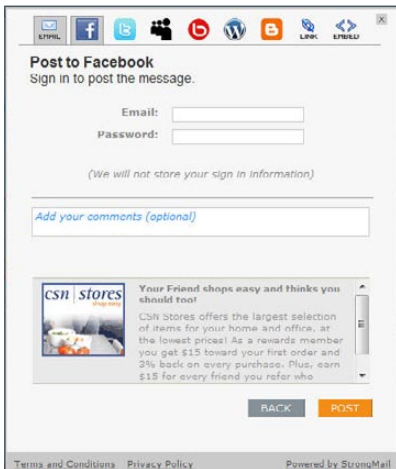 EMAIL
LINK
EMBED
Post to Facebook
Sign in to post the message.
Email:
Password:
(We will not store your sign in information)
Add your comments (optional)
csn stores
shop easy
Your Friend shops easy and thinks you
should too!
CSN Stores offers the largest selection
of items for your home and office, at
the lowest prices! As a rewards member
you get $15 toward your first order and
3% back on every purchase. Plus, earn
$15 for every friend you refer who
BACK
POST
Terms and Conditions Privacy Policy Powered by StrongMail